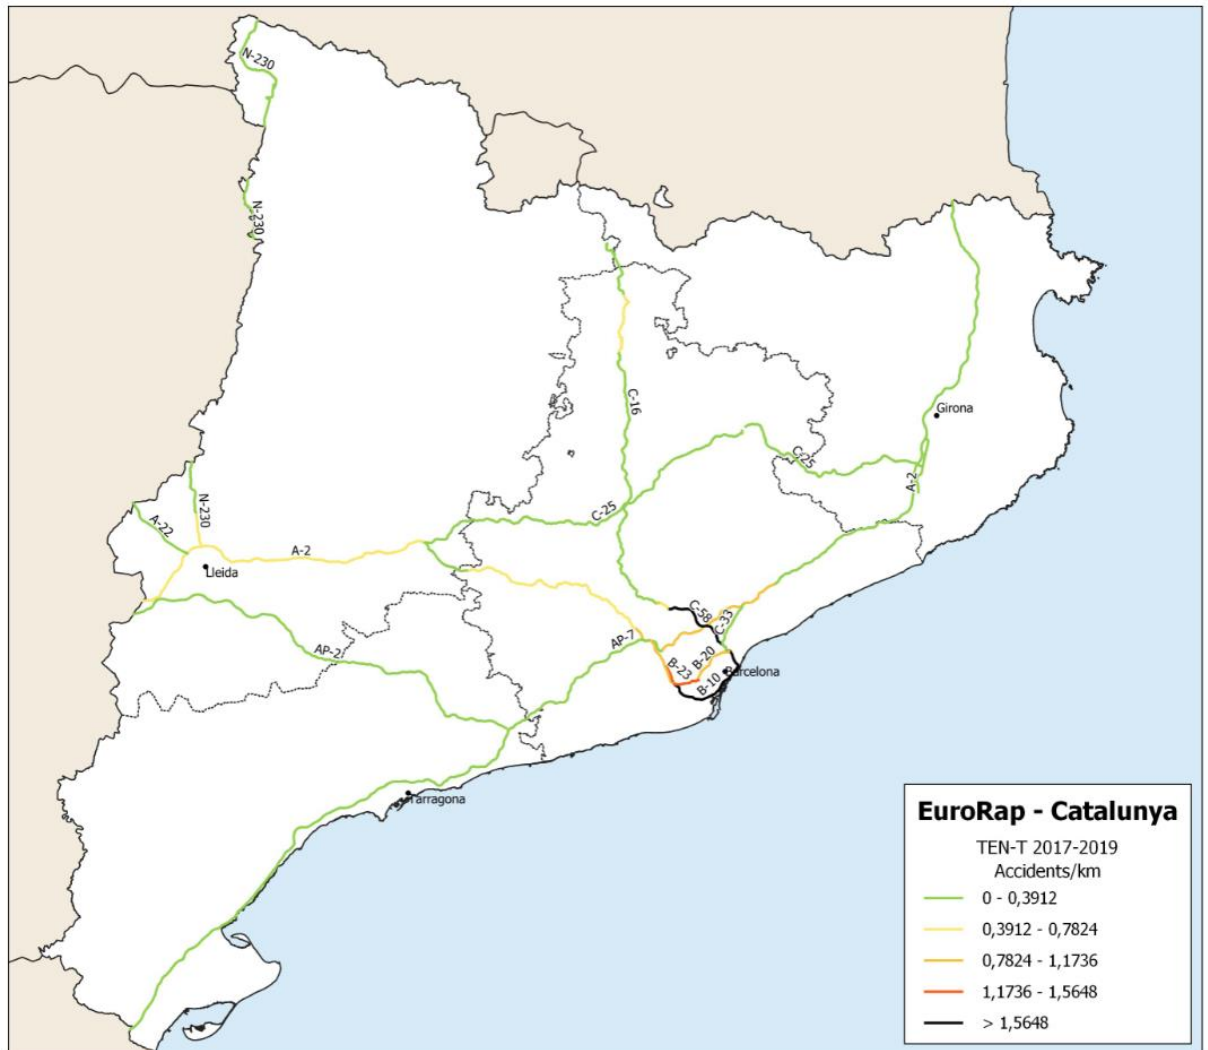 N-230
N-230
C-16
Girona
C-25
A-2
N-230
A-22
C-25
A-2
Lleida
C-58
C-33
AP-7
AP-2
B-23
B-20
B-10
Barcelona
Tarragona
EuroRap - Catalunya
TEN-T 2017-2019
Accidents/km
0 - 0,3912
0,3912 - 0,7824
0,7824 - 1,1736
1,1736 - 1,5648
> 1,5648